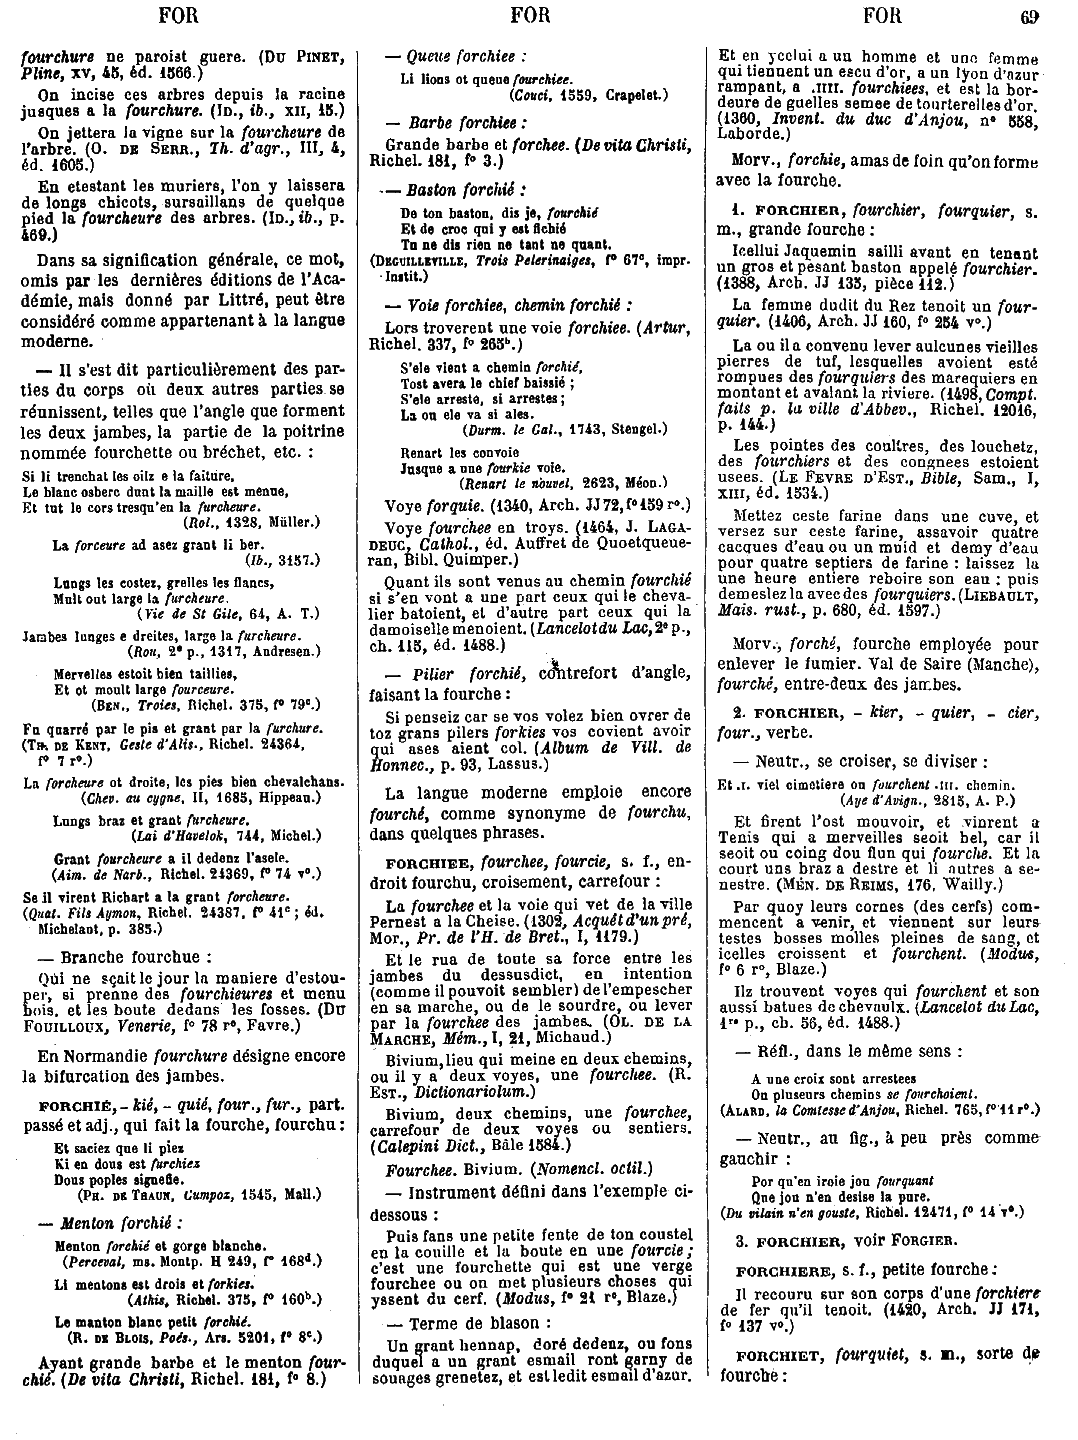 FOR FOR FOR 69
fourchure ne paroist guere. (Du Pinet,
Pline, xv, 45, éd. 1566.)
On incise ces arbres depuis la racine
jusques a la fourchure. (Id., ib., xii, 15.)
On jettera la vigne sur la fourcheure de
l'arbre. (O. de Serr., Th. d'agr., III, 4,
éd. 1605.)
En etestant les muriers, l'on y laissera
de longs chicots, sursaillans de quelque
pied la fourcheure des arbres. (Id., ib., p.
469.)
Dans sa signification générale, ce mot,
omis par les dernières éditions de l'Aca-
démie, mais donné par Littré, peut être
considéré comme appartenant à la langue
moderne.
— Il s'est dit particulièrement des par-
ties du corps où deux autres parties se
réunissent, telles que l'angle que forment
les deux jambes, la partie de la poitrine
nommée fourchette ou bréchet, etc. :
Si li trenchat les oilz e la faiture,
Le blanc osberc dunt la maille est menue,
Et tut le cors tresqu'en la furcheure.
(Rol., 1328, Müller.)
La forceure ad asez grant li ber.
(Ib., 3157.)
Lungs les costez, grelles les flancs,
Mult out large la furcheure.
(Vie de St Gile, 64, A. T.)
Jambes lunges e dreites, large la furcheure.
(Rou, 2e p., 1317, Andresen.)
Merveilles estoit bien taillies,
Et ot moult large fourceure.
(Ben., Troies, Richel. 375, f° 79c.)
Fu quarré par le pis et grant par la furchure.
(Th. de Kent, Geste d'Alis., Richel. 24364,
f° 7 r°.)
La forcheure ot droite, les pies bien chevalchans.
(Chev. au cygne, II, 1685, Hippeau.)
Lungs braz et grant furcheure.
(Lai d'Havelok, 744, Michel.)
Grant fourcheure a il dedenz l'asele.
(Aim. de Narb., Richel. 24369, f° 74 v°.)
Se il virent Richart a la grant forcheure.
(Quat. Fils Aymon, Richel. 24387, f° 41c ; éd.
Michelant, p. 385.)
— Branche fourchue :
Qui ne sçait le jour la maniere d'estou-
per, si prenne des fourchieures et menu
bois, et les boute dedans les fosses. (Du
Fouilloux, Venerie, f° 78 r°, Favre.)
En Normandie fourchure désigne encore
la bifurcation des jambes.
FORCHIÉ, - kié, - quié, four., fur., part.
passé et adj., qui fait la fourche, fourchu :
Et saciez que li piez
Ki en dous est furchiez
Dous poples signefie.
(Ph. de Thaun, Cumpoz, 1545, Mall.)
— Menton forchié :
Menton forchié et gorge blanche.
(Perceval, ms. Montp. H 249, f° 168d.)
Li mentons est drois et forkies.
(Athis, Richel. 375, f° 160b.)
Le manton blanc petit forchié.
(R. de Blois, Poés., Ars. 5201, f° 8c.)
Ayant grande barbe et le menton four-
chié. (De vita Christi, Richel. 181, f° 8.)
— Queue forchiee :
Li lions ot queue fourchiee.
(Couci, 1559, Crapelet.)
— Barbe forchiee :
Grande barbe et forchee. (De vita Christi,
Richel. 181, f° 3.)
— Baston forchié :
De ton baston, dis je, fourchié
Et de croc qui y est fichié
Tu ne dis rien ne tant ne quant.
(Deguilleville, Trois Pelerinaiges, f° 67c, impr.
Instit.)
— Voie forchiee, chemin forchié :
Lors troverent une voie forchiee. (Artur,
Richel. 337, f° 265b.)
S'ele vient a chemin forchié,
Tost avera le chief baissié ;
S'ele arreste, si arrestes ;
La ou ele va si ales.
(Durm. le Gal., 1743, Stengel.)
Renart les convoie
Jusque a une fourkie voie.
(Renart le nouvel, 2623, Méon.)
Voye forquie. (1340, Arch. JJ 72, f° 159 r°.)
Voye fourchee en troys. (1464, J. Laga-
deuc, Cathol., éd. Auffret de Quoetqueue-
ran, Bibl. Quimper.)
Quant ils sont venus au chemin fourchié
si s'en vont a une part ceux qui le cheva-
lier batoient, et d'autre part ceux qui la
damoiselle menoient. (Lancelot du Lac, 2e p.,
ch. 115, éd. 1488.)
— Pilier forchié, contrefort d'angle,
faisant la fourche :
Si penseiz car se vos volez bien ovrer de
toz grans pilers forkies vos covient avoir
qui ases aient col. (Album de Vill. de
Honnec., p. 93, Lassus.)
La langue moderne emploie encore
fourché, comme synonyme de fourchu,
dans quelques phrases.
FORCHIEE, fourchee, fourcie, s. f., en-
droit fourchu, croisement, carrefour :
La fourchee et la voie qui vet de la ville
Pernest a la Cheise. (1302, Acquêt d'un pré,
Mor., Pr. de l'H. de Bret., I, 1179.)
Et le rua de toute sa force entre les
jambes du dessusdict, en intention
(comme il pouvoit sembler) de l'empescher
en sa marche, ou de le sourdre, ou lever
par la fourchee des jambes. (Ol. de la
Marche, Mém., I, 21, Michaud.)
Bivium, lieu qui meine en deux chemins,
ou il y a deux voyes, une fourchee. (R.
Est., Dictionariolum.)
Bivium, deux chemins, une fourchee,
carrefour de deux voyes ou sentiers.
(Calepini Dict., Bâle 1584.)
Fourchee. Bivium. (Nomencl. octil.)
— Instrument défini dans l'exemple ci-
dessous :
Puis fans une petite fente de ton coustel
en la couille et la boute en une fourcie ;
c'est une fourchette qui est une verge
fourchee ou on met plusieurs choses qui
yssent du cerf. (Modus, f° 21 r°, Blaze.)
— Terme de blason :
Un grant hennap, doré dedenz, ou fons
duquel a un grant esmail ront garny de
souages grenetez, et est ledit esmail d'azur.
Et en ycelui a un homme et une femme
qui tiennent un escu d'or, a un lyon d'azur
rampant, a .IIII. fourchiees, et est la bor-
deure de guelles semee de tourterelles d'or.
(1360, Invent. du duc d'Anjou, n° 558,
Laborde.)
Morv., forchie, amas de foin qu'on forme
avec la fourche.
1. FORCHIER, fourchier, fourquier, s.
m., grande fourche :
Icellui Jaquemin sailli avant en tenant
un gros et pesant baston appelé fourchier.
(1388, Arch. JJ 135, pièce 112.)
La femme dudit du Rez tenoit un four-
quier. (1406, Arch. JJ 160, f° 254 v°.)
La ou il a convenu lever aulcunes vieilles
pierres de tuf, lesquelles avoient esté
rompues des fourquiers des marequiers en
montant et avalant la riviere. (1498, Compt.
faits p. la ville d'Abbev., Richel. 12016,
p. 144.)
Les pointes des coultres, des louchetz,
des fourchiers et des congnees estoient
usees. (Le Fevre d'Est., Bible, Sam., I,
xiii, éd. 1534.)
Mettez ceste farine dans une cuve, et
versez sur ceste farine, assavoir quatre
cacques d'eau ou un muid et demy d'eau
pour quatre septiers de farine : laissez la
une heure entiere reboire son eau : puis
demeslez la avec des fourquiers. (Liebault,
Mais. rust., p. 680, éd. 1597.)
Morv., forché, fourche employée pour
enlever le fumier. Val de Saire (Manche),
fourché, entre-deux des jambes.
2. FORCHIER, - kier, - quier, - cier,
four., verbe.
— Neutr., se croiser, se diviser :
Et .I. viel cimetiere ou fourchent .III. chemin.
(Aye d'Avign., 2815, A. P.)
Et firent l'ost mouvoir, et vinrent a
Tenis qui a merveilles seoit bel, car il
seoit ou coing dou flun qui fourche. Et la
court uns braz a destre et li autres a se-
nestre. (Mén. de Reims, 176, Wailly.)
Par quoy leurs cornes (des cerfs) com-
mencent a venir, et viennent sur leurs
testes bosses molles pleines de sang, et
icelles croissent et fourchent. (Modus,
f° 6 r°, Blaze.)
Ilz trouvent voyes qui fourchent et son
aussi batues de chevaulx. (Lancelot du Lac,
1re p., ch. 56, éd. 1488.)
— Réfl., dans le même sens :
A une croix sont arrestees
Ou pluseurs chemins se fourchoient.
(Alard, la Comtesse d'Anjou, Richel. 765, f° 11 r°.)
— Neutr., au fig., à peu près comme
gauchir :
Por qu'en iroie jou fourquant
Que jou n'en desise la pure.
(Du vilain n'en gouste, Richel. 12471, f° 14 v°.)
3. FORCHIER, voir Forgier.
FORCHIERE, s. f., petite fourche :
Il recouru sur son corps d'une forchiere
de fer qu'il tenoit. (1420, Arch. JJ 171,
f° 137 v°.)
FORCHIET, fourquiet, s. m., sorte de
fourche :